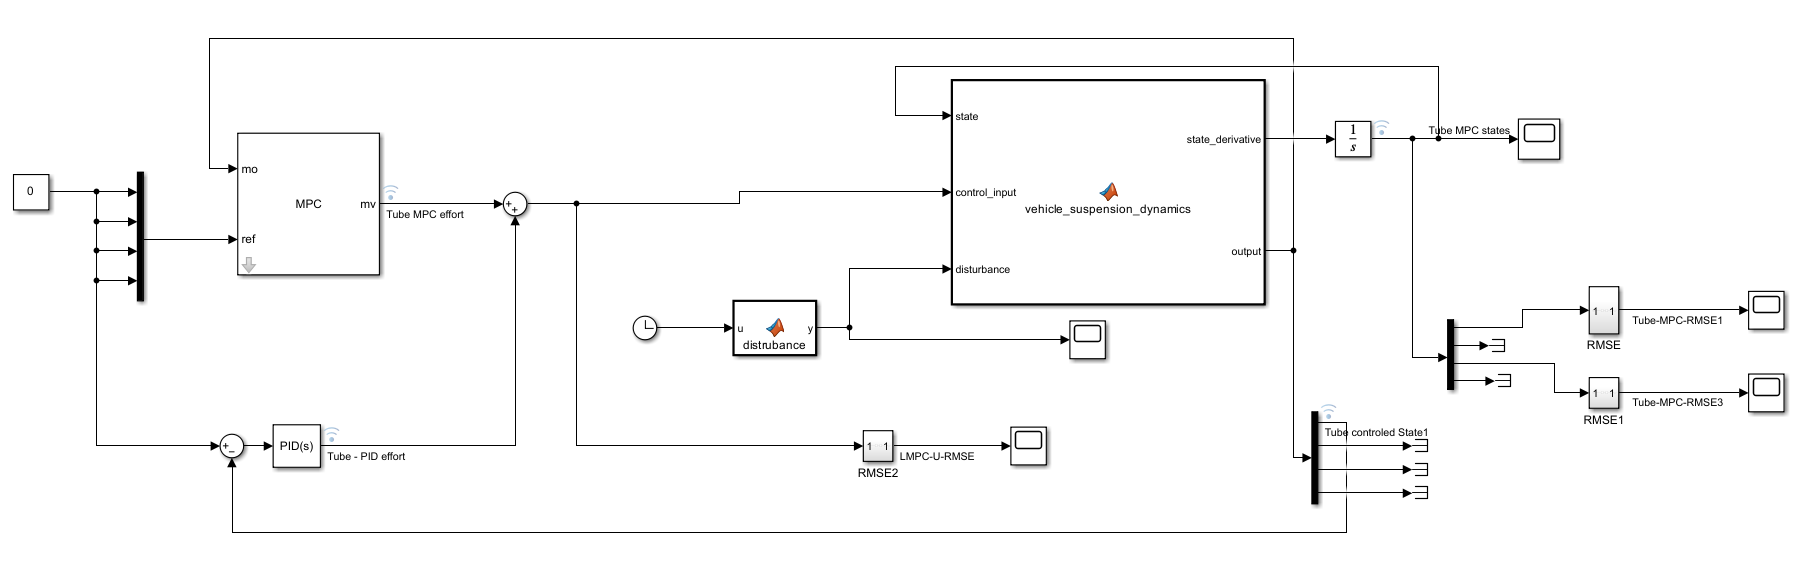 state
state_derivative
1
s
Tube MPC states
mo
0
MPC
mv
control_input
vehicle_suspension_dynamics
Tube MPC effort
+
+
ref
output
disturbance
u
y
distrubance
1 1
Tube-MPC-RMSE1
RMSE
1 1
Tube-MPC-RMSE3
RMSE1
+
−
PID(s)
Tube - PID effort
1 1
LMPC-U-RMSE
RMSE2
Tube controled State1